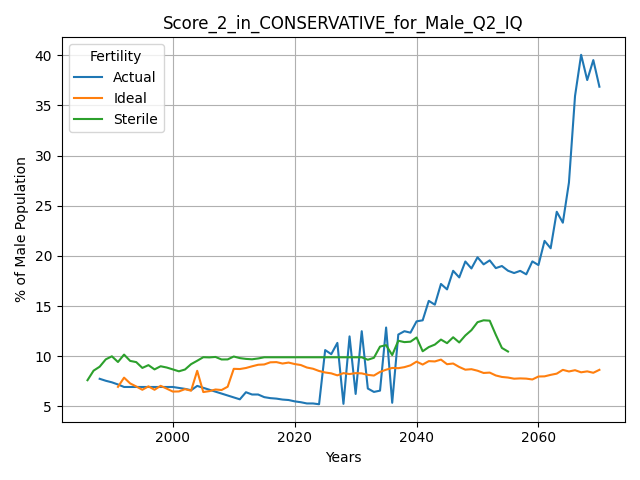 Score_2_in_CONSERVATIVE_for_Male_Q2_IQ
Fertility
Actual
Ideal
Sterile
% of Male Population
40
35
30
25
20
15
10
5
2000
2020
2040
2060
Years